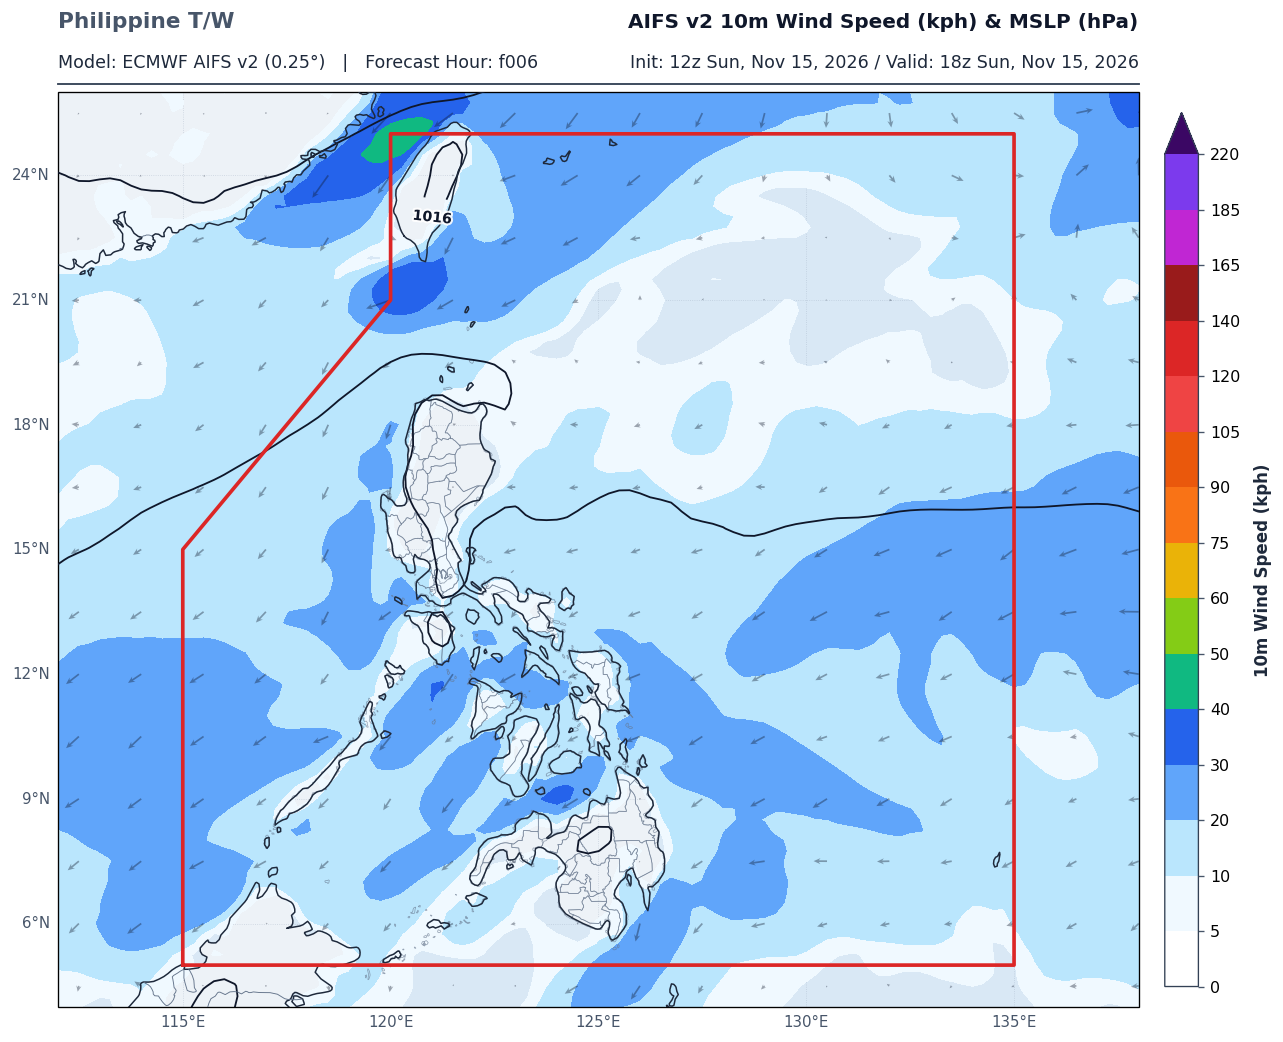 Philippine T/W
AIFS v2 10m Wind Speed (kph) & MSLP (hPa)
Model: ECMWF AIFS v2 (0.25°) | Forecast Hour: f006
Init: 12z Sun, Nov 15, 2026 / Valid: 18z Sun, Nov 15, 2026
24°N
21°N
18°N
15°N
12°N
9°N
6°N
1016
115°E
120°E
125°E
130°E
135°E
220
185
165
140
120
105
90
75
60
50
40
30
20
10
5
0
10m Wind Speed (kph)